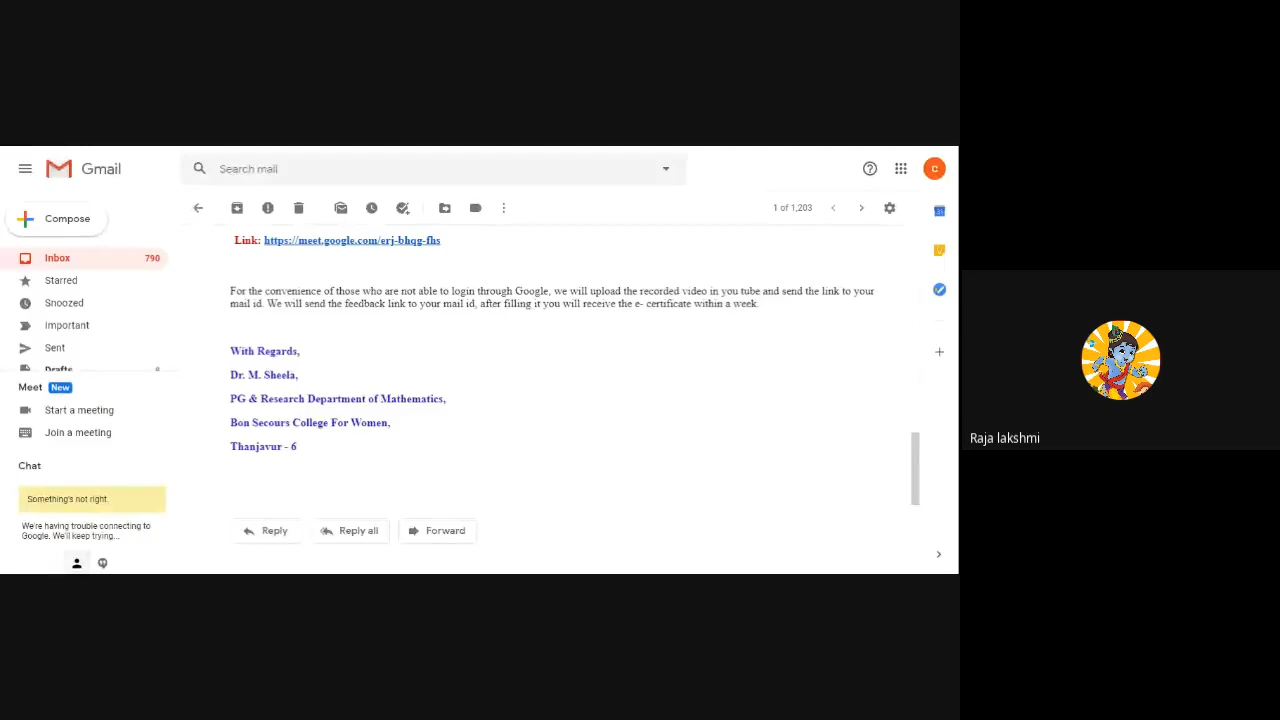 Gmail
Search mail
Compose
1 of 1,203
Inbox 790
Starred
Snoozed
Important
Sent
Drafts
Meet New
Start a meeting
Join a meeting
Chat
Something's not right.
We're having trouble connecting to
Google. We'll keep trying...
Link: https://meet.google.com/erj-bhqg-fhs
For the convenience of those who are not able to login through Google, we will upload the recorded video in you tube and send the link to your
mail id. We will send the feedback link to your mail id, after filling it you will receive the e- certificate within a week.
With Regards,
Dr. M. Sheela,
PG & Research Department of Mathematics,
Bon Secours College For Women,
Thanjavur - 6
Reply Reply all Forward
C
31
Raja lakshmi